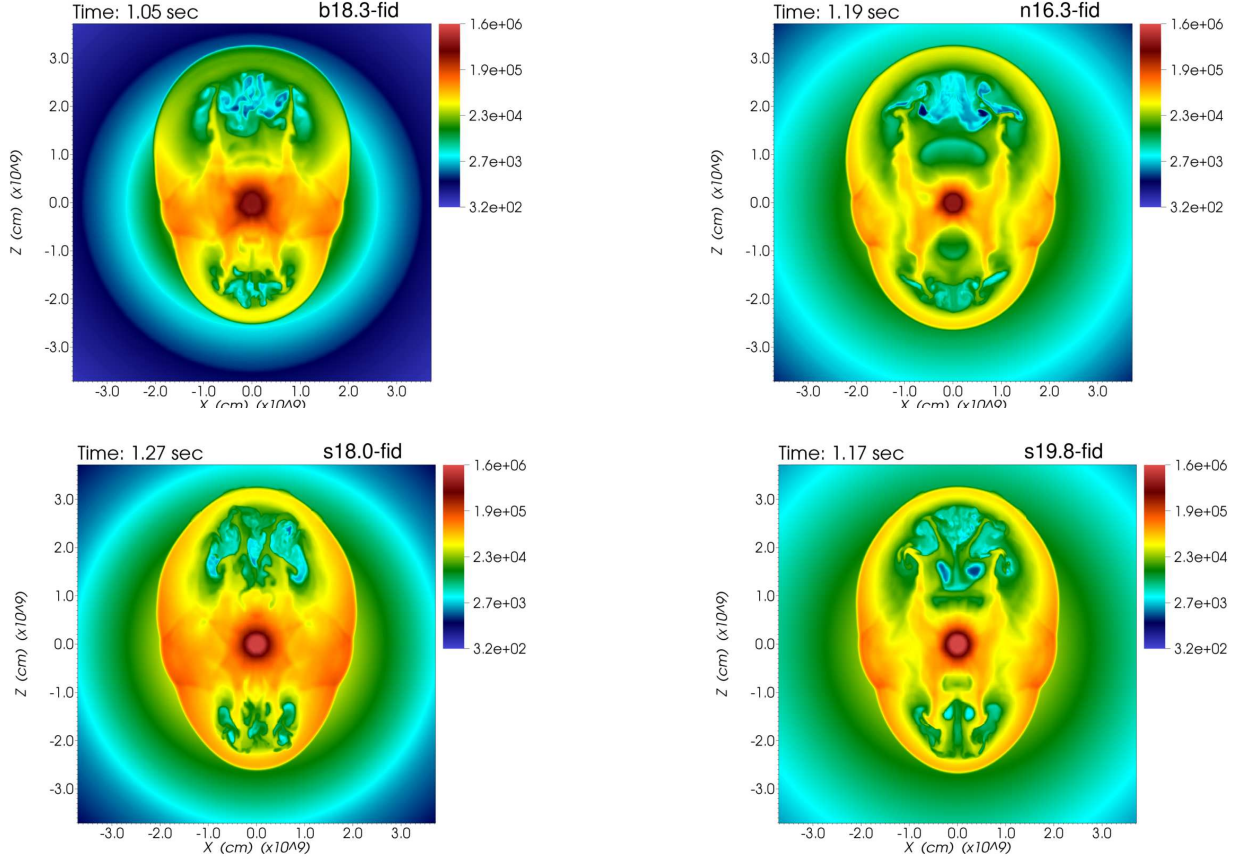 Time: 1.05 sec b18.3-fid
1.6e+06
1.9e+05
2.3e+04
2.7e+03
3.2e+02
3.0
2.0
1.0
0.0
-1.0
-2.0
-3.0
Z (cm) (x10^9)
-3.0 -2.0 -1.0 0.0 1.0 2.0 3.0
X (cm) (x10^9)
Time: 1.19 sec n16.3-fid
1.6e+06
1.9e+05
2.3e+04
2.7e+03
3.2e+02
3.0
2.0
1.0
0.0
-1.0
-2.0
-3.0
Z (cm) (x10^9)
-3.0 -2.0 -1.0 0.0 1.0 2.0 3.0
X (cm) (x10^9)
Time: 1.27 sec s18.0-fid
1.6e+06
1.9e+05
2.3e+04
2.7e+03
3.2e+02
3.0
2.0
1.0
0.0
-1.0
-2.0
-3.0
Z (cm) (x10^9)
-3.0 -2.0 -1.0 0.0 1.0 2.0 3.0
X (cm) (x10^9)
Time: 1.17 sec s19.8-fid
1.6e+06
1.9e+05
2.3e+04
2.7e+03
3.2e+02
3.0
2.0
1.0
0.0
-1.0
-2.0
-3.0
Z (cm) (x10^9)
-3.0 -2.0 -1.0 0.0 1.0 2.0 3.0
X (cm) (x10^9)